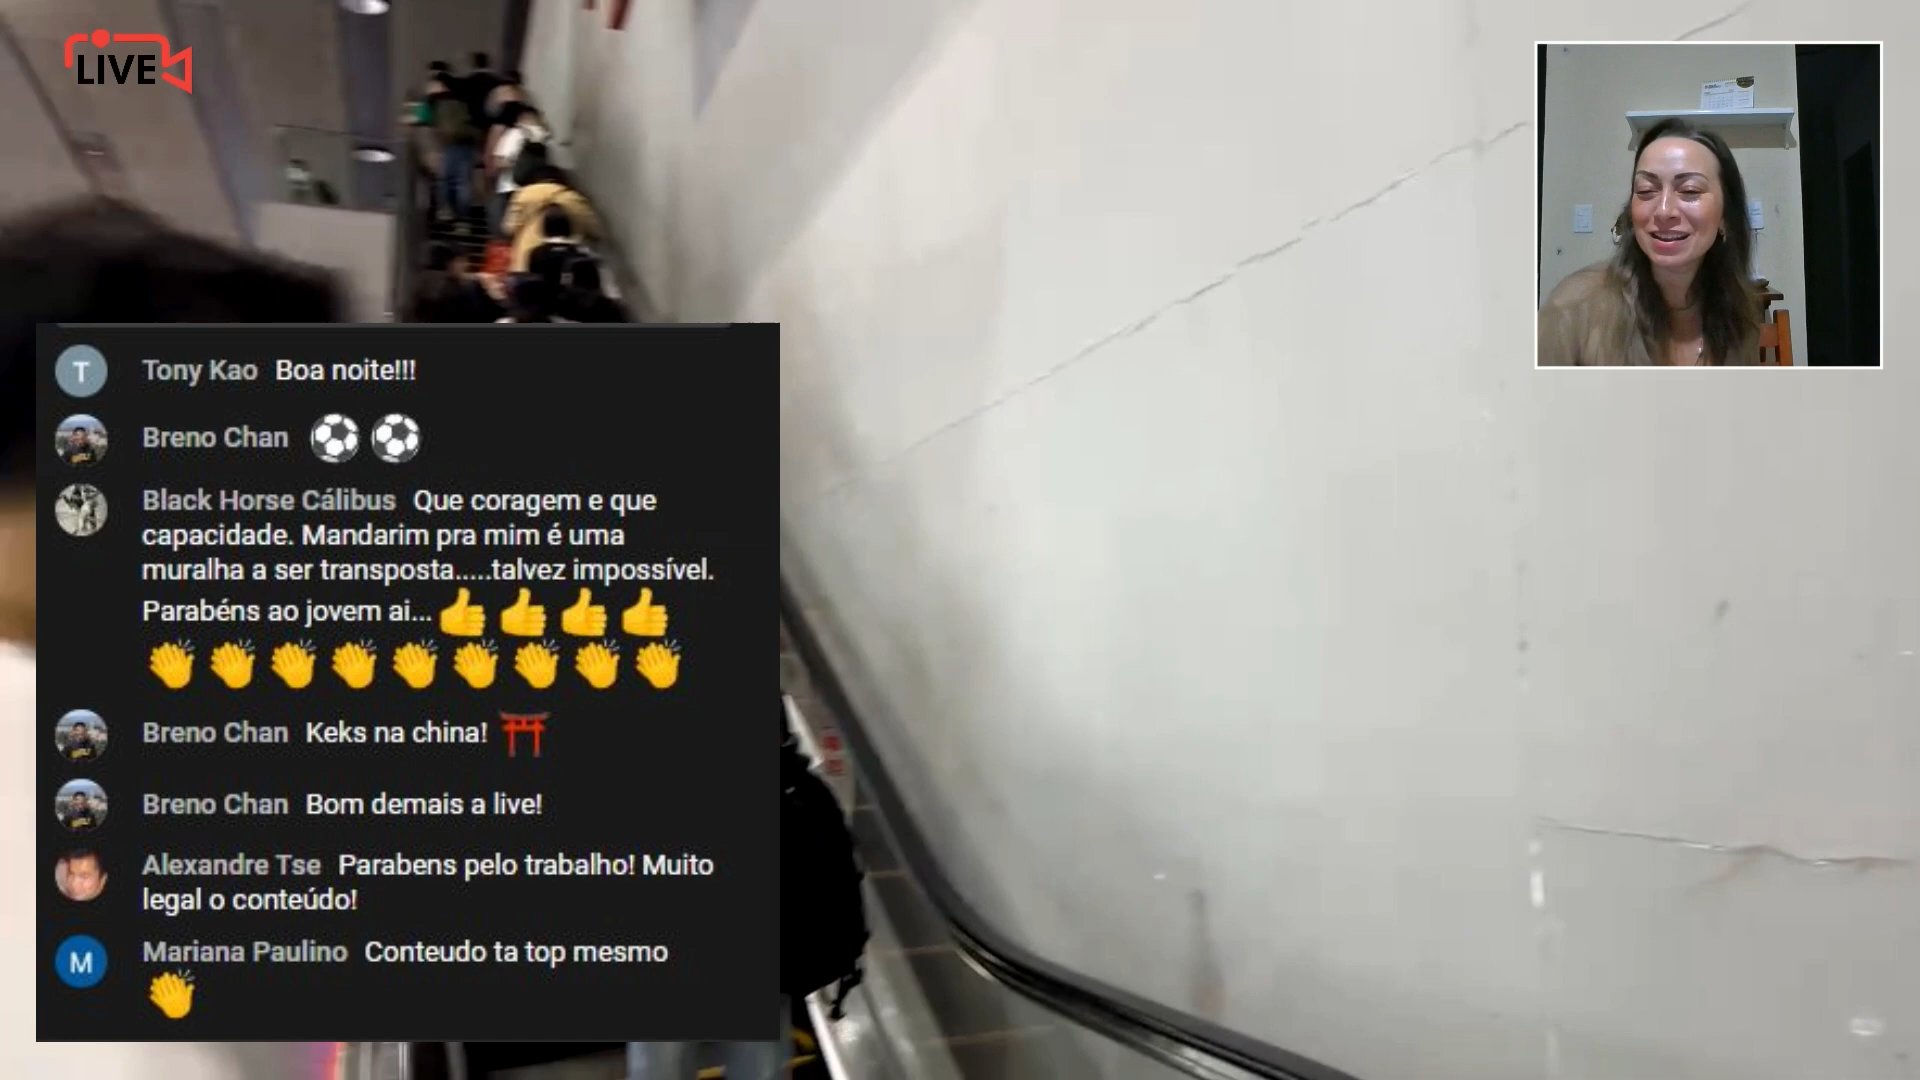 LIVE
T Tony Kao Boa noite!!!
Breno Chan ⚽ ⚽
Black Horse Cálibus Que coragem e que
capacidade. Mandarim pra mim é uma
muralha a ser transposta.....talvez impossível.
Parabéns ao jovem ai... 👍 👍 👍 👍
👏 👏 👏 👏 👏 👏 👏 👏 👏
Breno Chan Keks na china! ⛩️
Breno Chan Bom demais a live!
Alexandre Tse Parabens pelo trabalho! Muito
legal o conteúdo!
M Mariana Paulino Conteudo ta top mesmo
👏